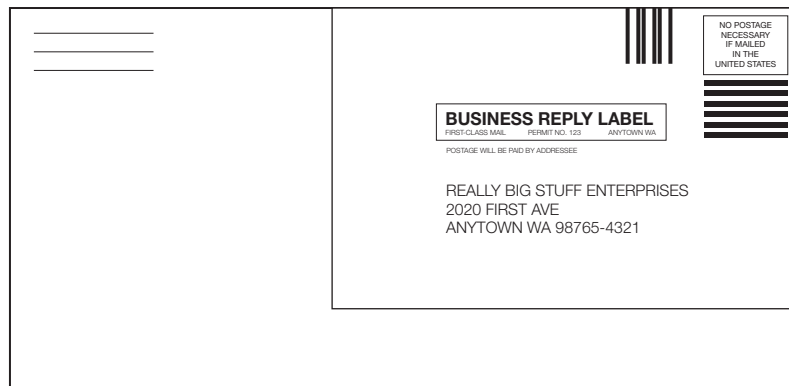 NO POSTAGE
NECESSARY
IF MAILED
IN THE
UNITED STATES
BUSINESS REPLY LABEL
FIRST-CLASS MAIL PERMIT NO. 123 ANYTOWN WA
POSTAGE WILL BE PAID BY ADDRESSEE
REALLY BIG STUFF ENTERPRISES
2020 FIRST AVE
ANYTOWN WA 98765-4321